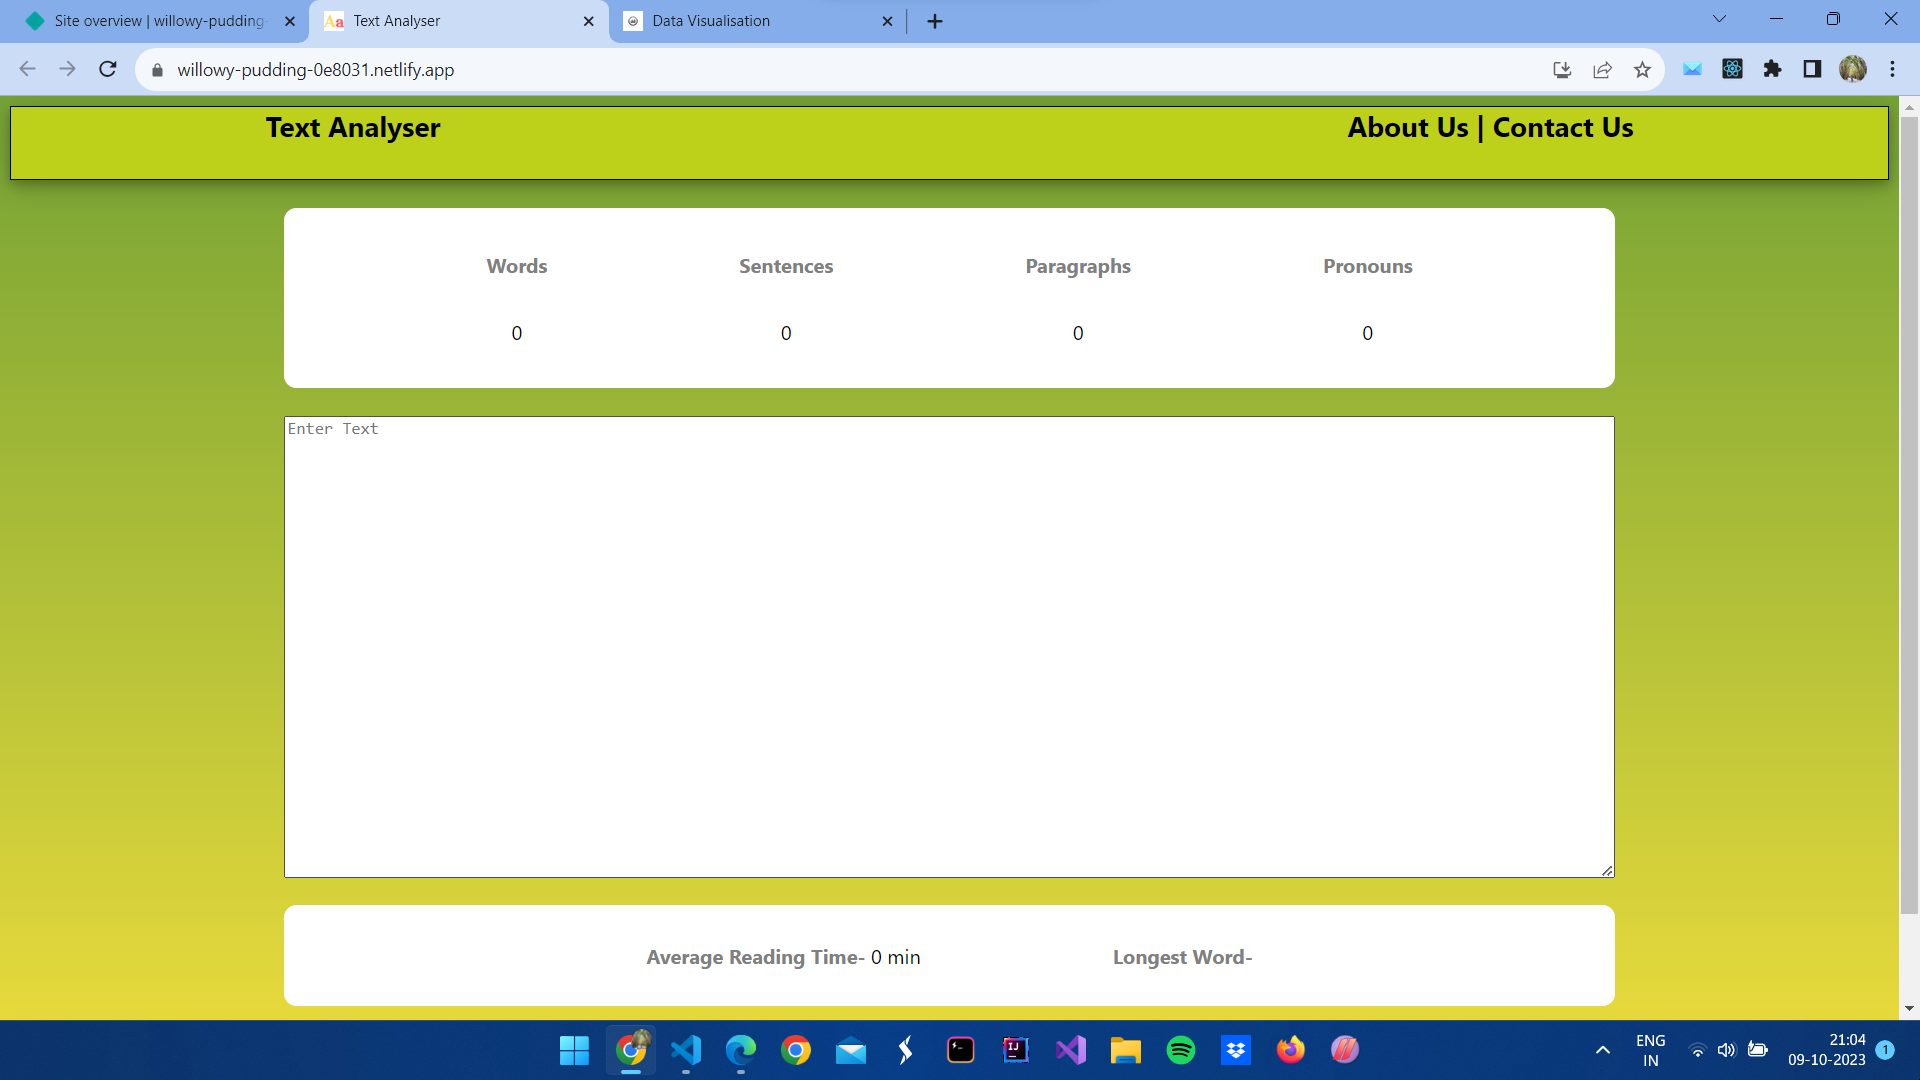 Site overview | willowy-pudding-
Aa Text Analyser
Data Visualisation
willowy-pudding-0e8031.netlify.app
Text Analyser
About Us | Contact Us
Words Sentences Paragraphs Pronouns
0 0 0 0
Enter Text
Average Reading Time- 0 min
Longest Word-
IJ
ENG
IN
21:04
09-10-2023
1